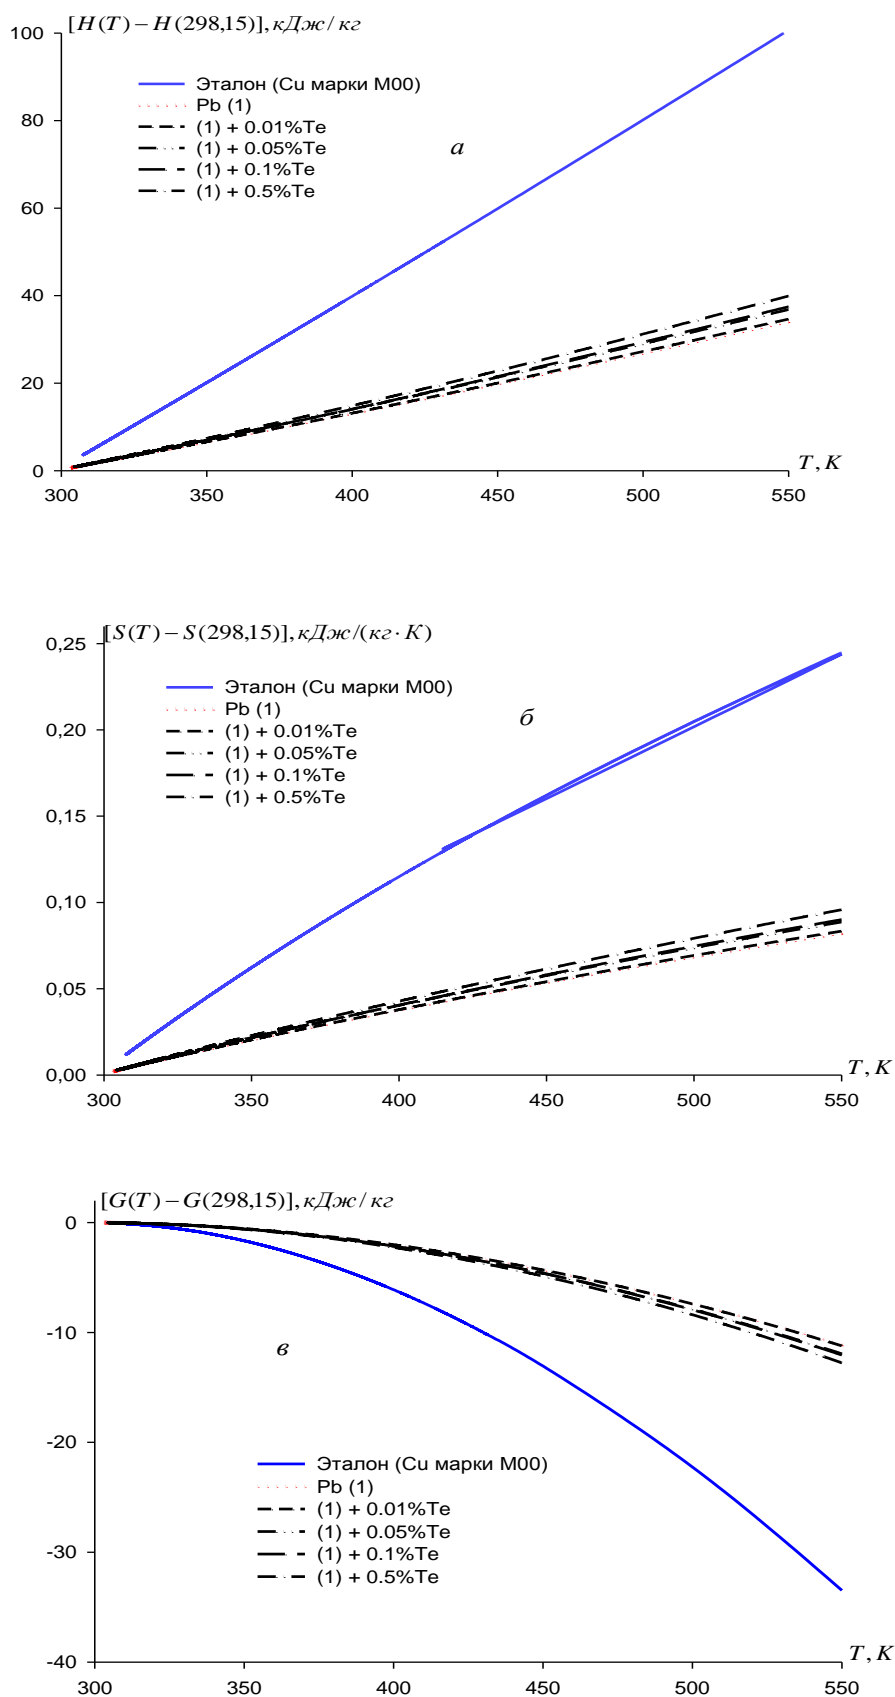 [H(T) – H(298,15)], кДж/ кг
100
Эталон (Cu марки М00)
Pb (1)
80
(1) + 0.01%Te
(1) + 0.05%Te
а
(1) + 0.1%Te
(1) + 0.5%Te
60
40
20
0
T, K
300 350 400 450 500 550
[S(T) – S(298,15)], кДж/(кг · К)
0,25
Эталон (Cu марки М00)
Pb (1)
б
0,20
(1) + 0.01%Te
(1) + 0.05%Te
(1) + 0.1%Te
(1) + 0.5%Te
0,15
0,10
0,05
0,00
T, K
300 350 400 450 500 550
[G(T) – G(298,15)], кДж/ кг
0
-10
в
-20
Эталон (Cu марки М00)
Pb (1)
(1) + 0.01%Te
(1) + 0.05%Te
-30
(1) + 0.1%Te
(1) + 0.5%Te
T, K
-40
300 350 400 450 500 550